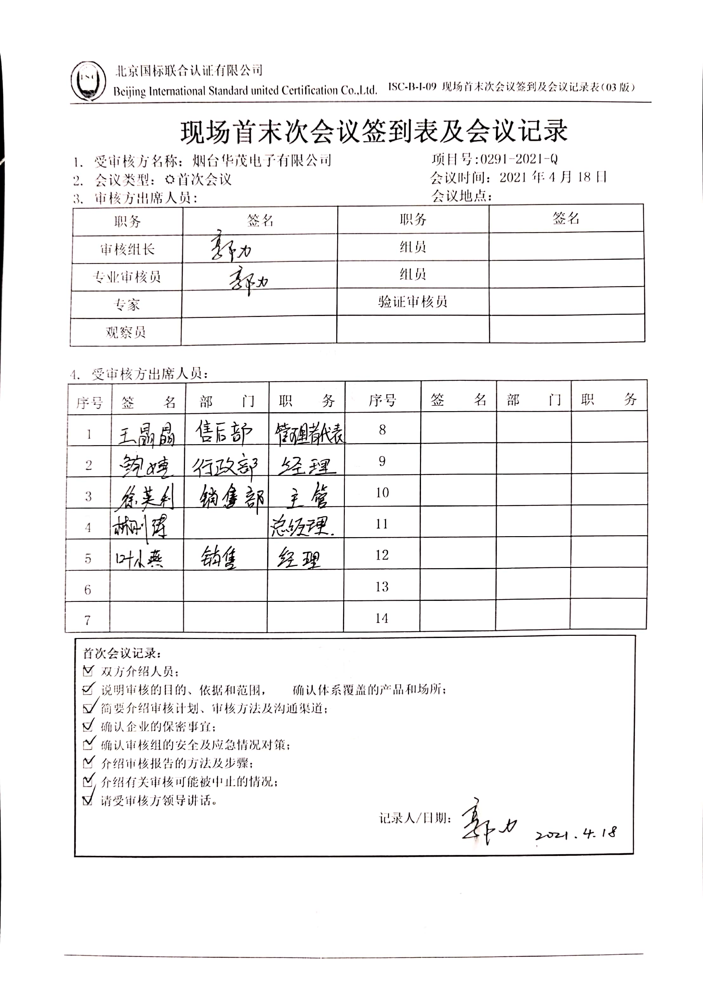 ISC
北京国标联合认证有限公司
Beijing International Standard united Certification Co.,Ltd. ISC-B-I-09 现场首末次会议签到及会议记录表(03版)
现场首末次会议签到表及会议记录
1. 受审核方名称：烟台华茂电子有限公司 项目号:0291-2021-Q
2. 会议类型：首次会议 会议时间：2021年4月18日
3. 审核方出席人员： 会议地点：
职务 签名 职务 签名
审核组长 郭力 组员
专业审核员 郭力 组员
专家 验证审核员
观察员
4. 受审核方出席人员：
序号 签名 部门 职务 序号 签名 部门 职务
1 王晶晶 售后部 管理者代表 8
2 鲍婕 行政部 经理 9
3 徐英利 销售部 主管 10
4 总经理. 11
5 叶小燕 销售 经理 12
6 13
7 14
首次会议记录：
☑ 双方介绍人员；
☑ 说明审核的目的、依据和范围， 确认体系覆盖的产品和场所；
☑ 简要介绍审核计划、审核方法及沟通渠道；
☑ 确认企业的保密事宜；
☑ 确认审核组的安全及应急情况对策；
☑ 介绍审核报告的方法及步骤；
☑ 介绍有关审核可能被中止的情况；
☑ 请受审核方领导讲话。
记录人/日期： 郭力 2021.4.18